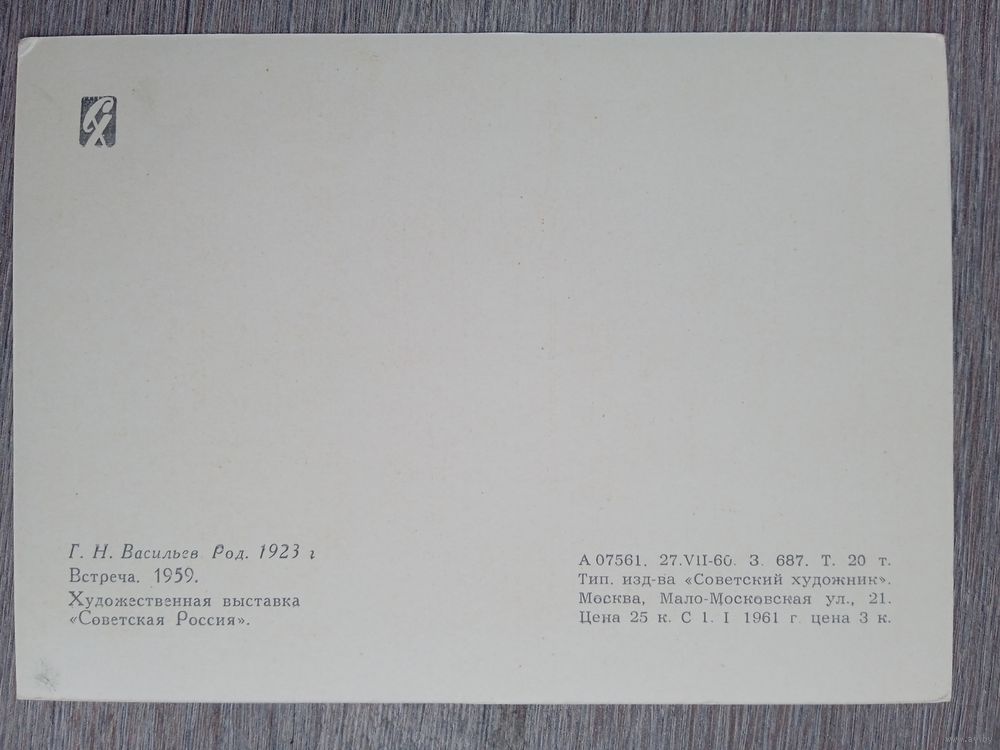 СХ
Г. Н. Васильев Род. 1923 г
Встреча. 1959.
Художественная выставка
«Советская Россия».
А 07561. 27.VII-60. З. 687. Т. 20 т.
Тип. изд-ва «Советский художник».
Москва, Мало-Московская ул., 21.
Цена 25 к. С 1. I 1961 г. цена 3 к.